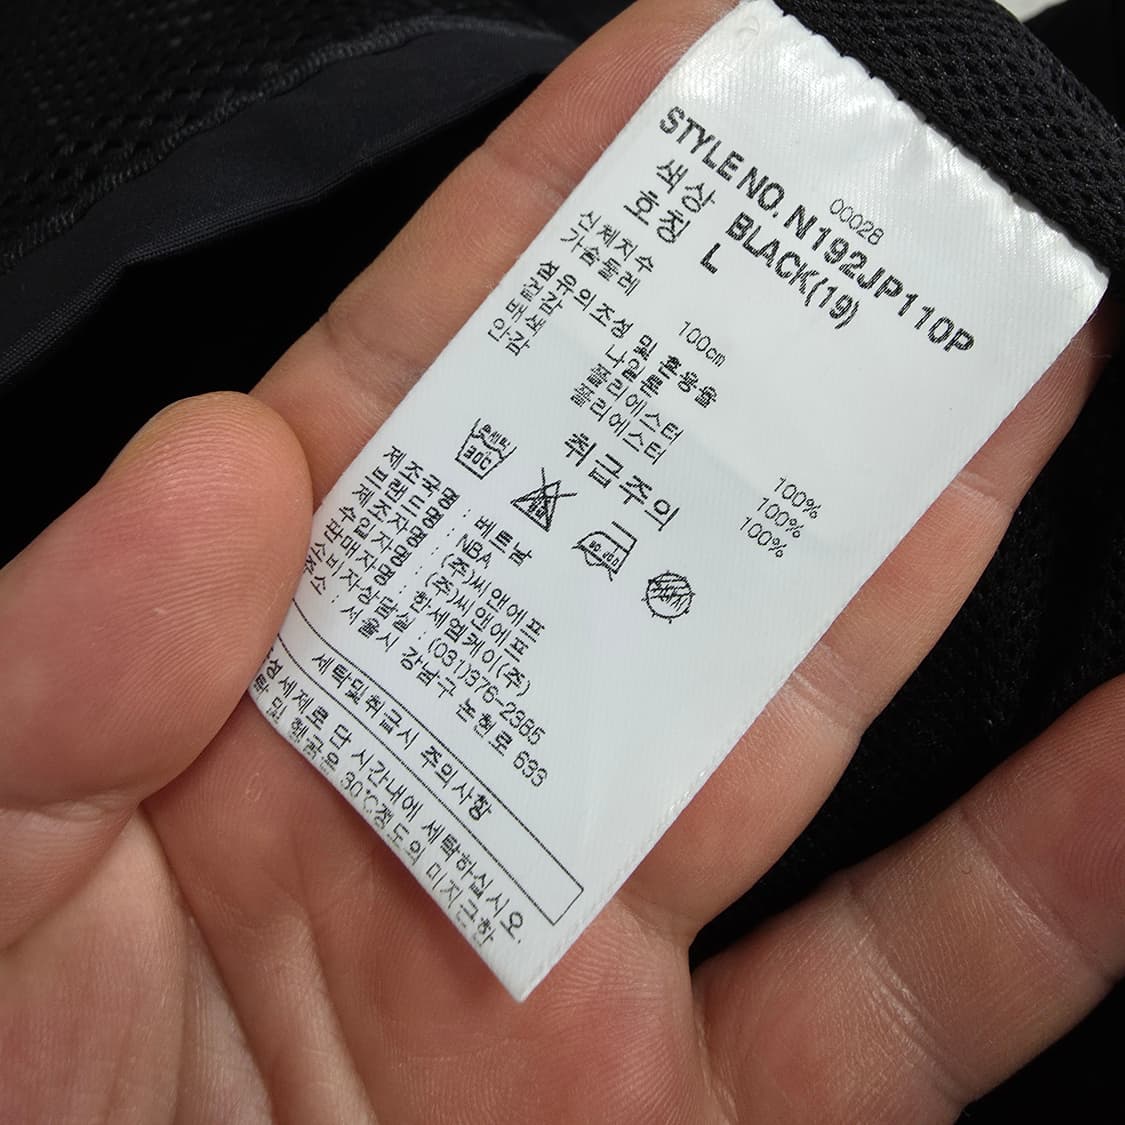 00028
STYLE NO. N192JP110P
색상 BLACK(19)
호칭 L
신체치수
가슴둘레 100cm
섬유의조성 및 혼용율
겉감 나일론 100%
배색 폴리에스터 100%
안감 폴리에스터 100%
취급주의
제조국명 : 베트남
브랜드명 : NBA
제조자명 : (주)씨앤에프
수입자명 : (주)씨앤에프
판매자명 : 한세엠케이(주)
소비자상담실 : (031)376-2365
주소 : 서울시 강남구 논현로 633
세탁및취급시 주의사항
성세제로 단 시간내에 세탁하십시오.
탁 및 헹굼은 30℃정도의 미지근한